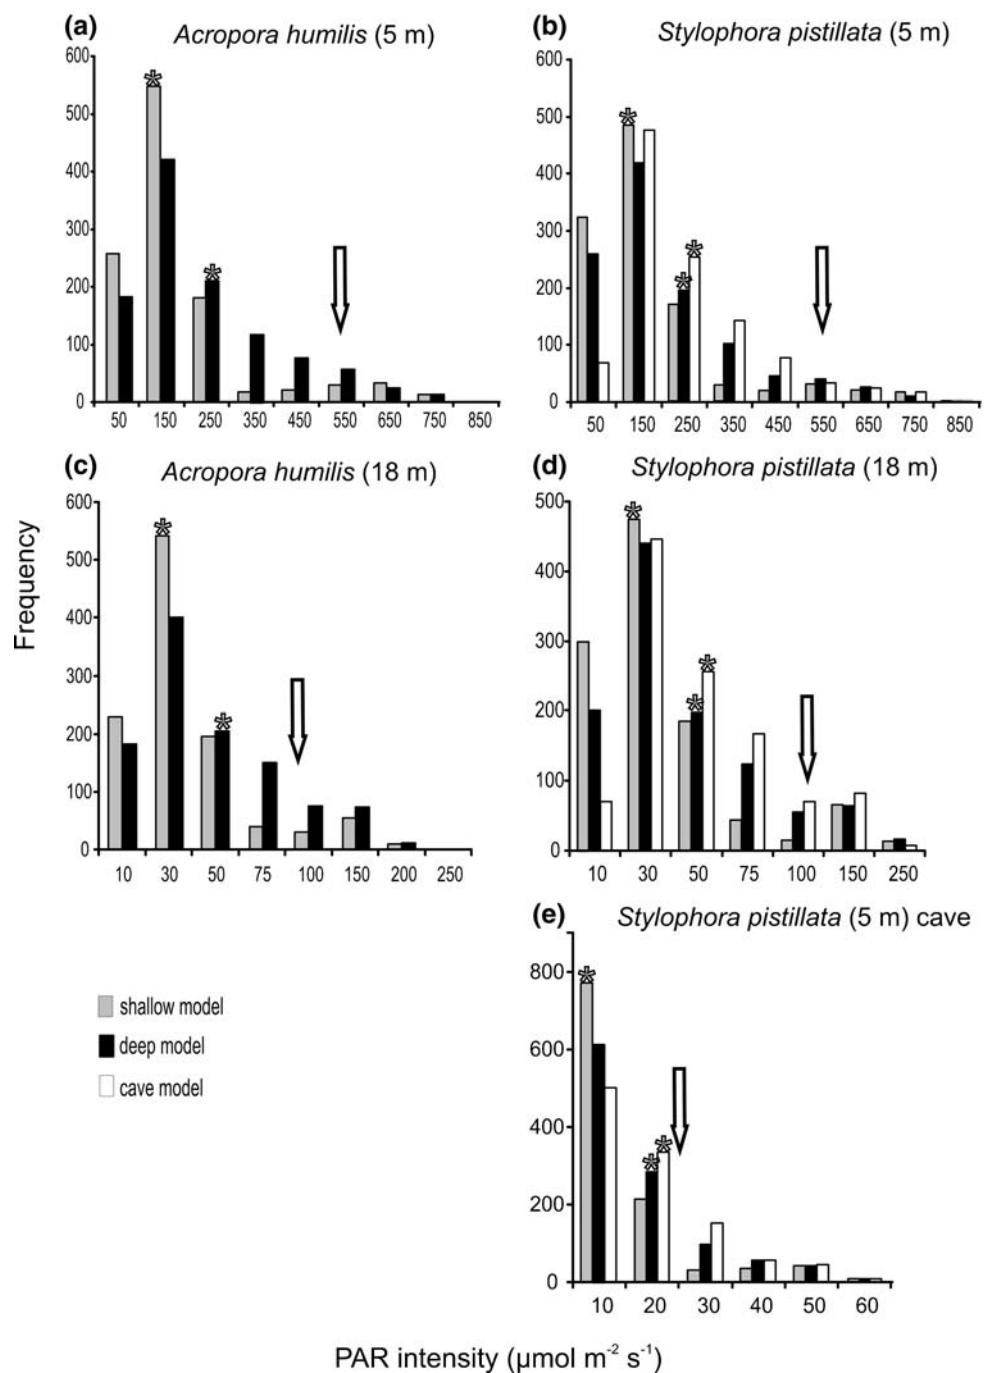 (a) Acropora humilis (5 m)
600
500
400
300
200
100
0
50 150 250 350 450 550 650 750 850
(b) Stylophora pistillata (5 m)
600
500
400
300
200
100
0
50 150 250 350 450 550 650 750 850
(c) Acropora humilis (18 m)
600
500
400
300
200
100
0
10 30 50 75 100 150 200 250
(d) Stylophora pistillata (18 m)
500
400
300
200
100
0
10 30 50 75 100 150 250
(e) Stylophora pistillata (5 m) cave
800
600
400
200
0
10 20 30 40 50 60
Frequency
shallow model
deep model
cave model
PAR intensity (µmol m⁻² s⁻¹)